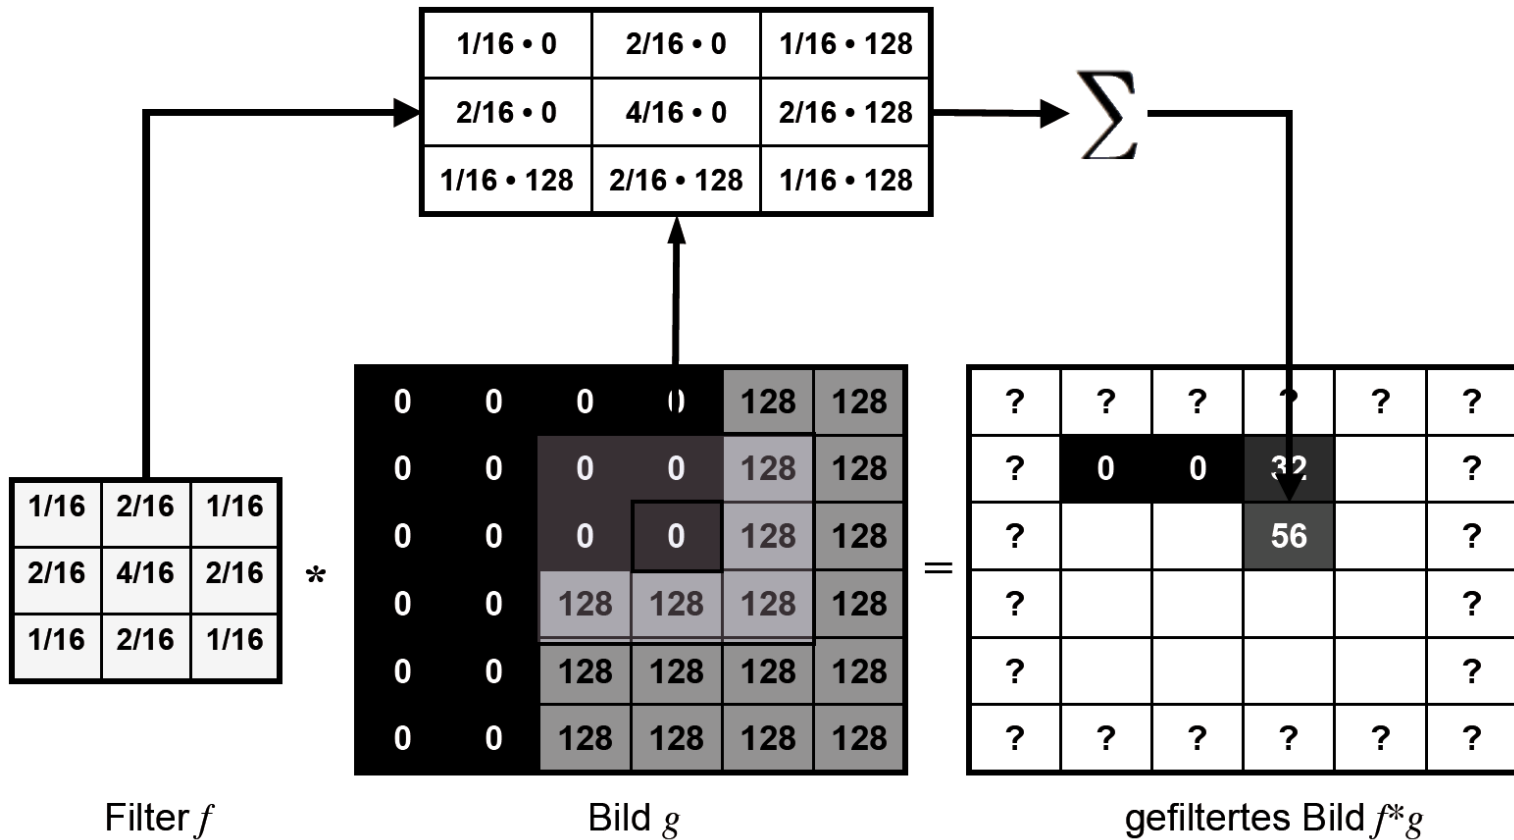 1/16 • 0 2/16 • 0 1/16 • 128
2/16 • 0 4/16 • 0 2/16 • 128
1/16 • 128 2/16 • 128 1/16 • 128
∑
1/16 2/16 1/16
2/16 4/16 2/16
1/16 2/16 1/16
*
0 0 0 0 128 128
0 0 0 0 128 128
0 0 0 0 128 128
0 0 128 128 128 128
0 0 128 128 128 128
0 0 128 128 128 128
=
? ? ? ? ? ?
? 0 0 32 ?
? 56 ?
? ?
? ?
? ? ? ? ? ?
Filter f
Bild g
gefiltertes Bild f*g